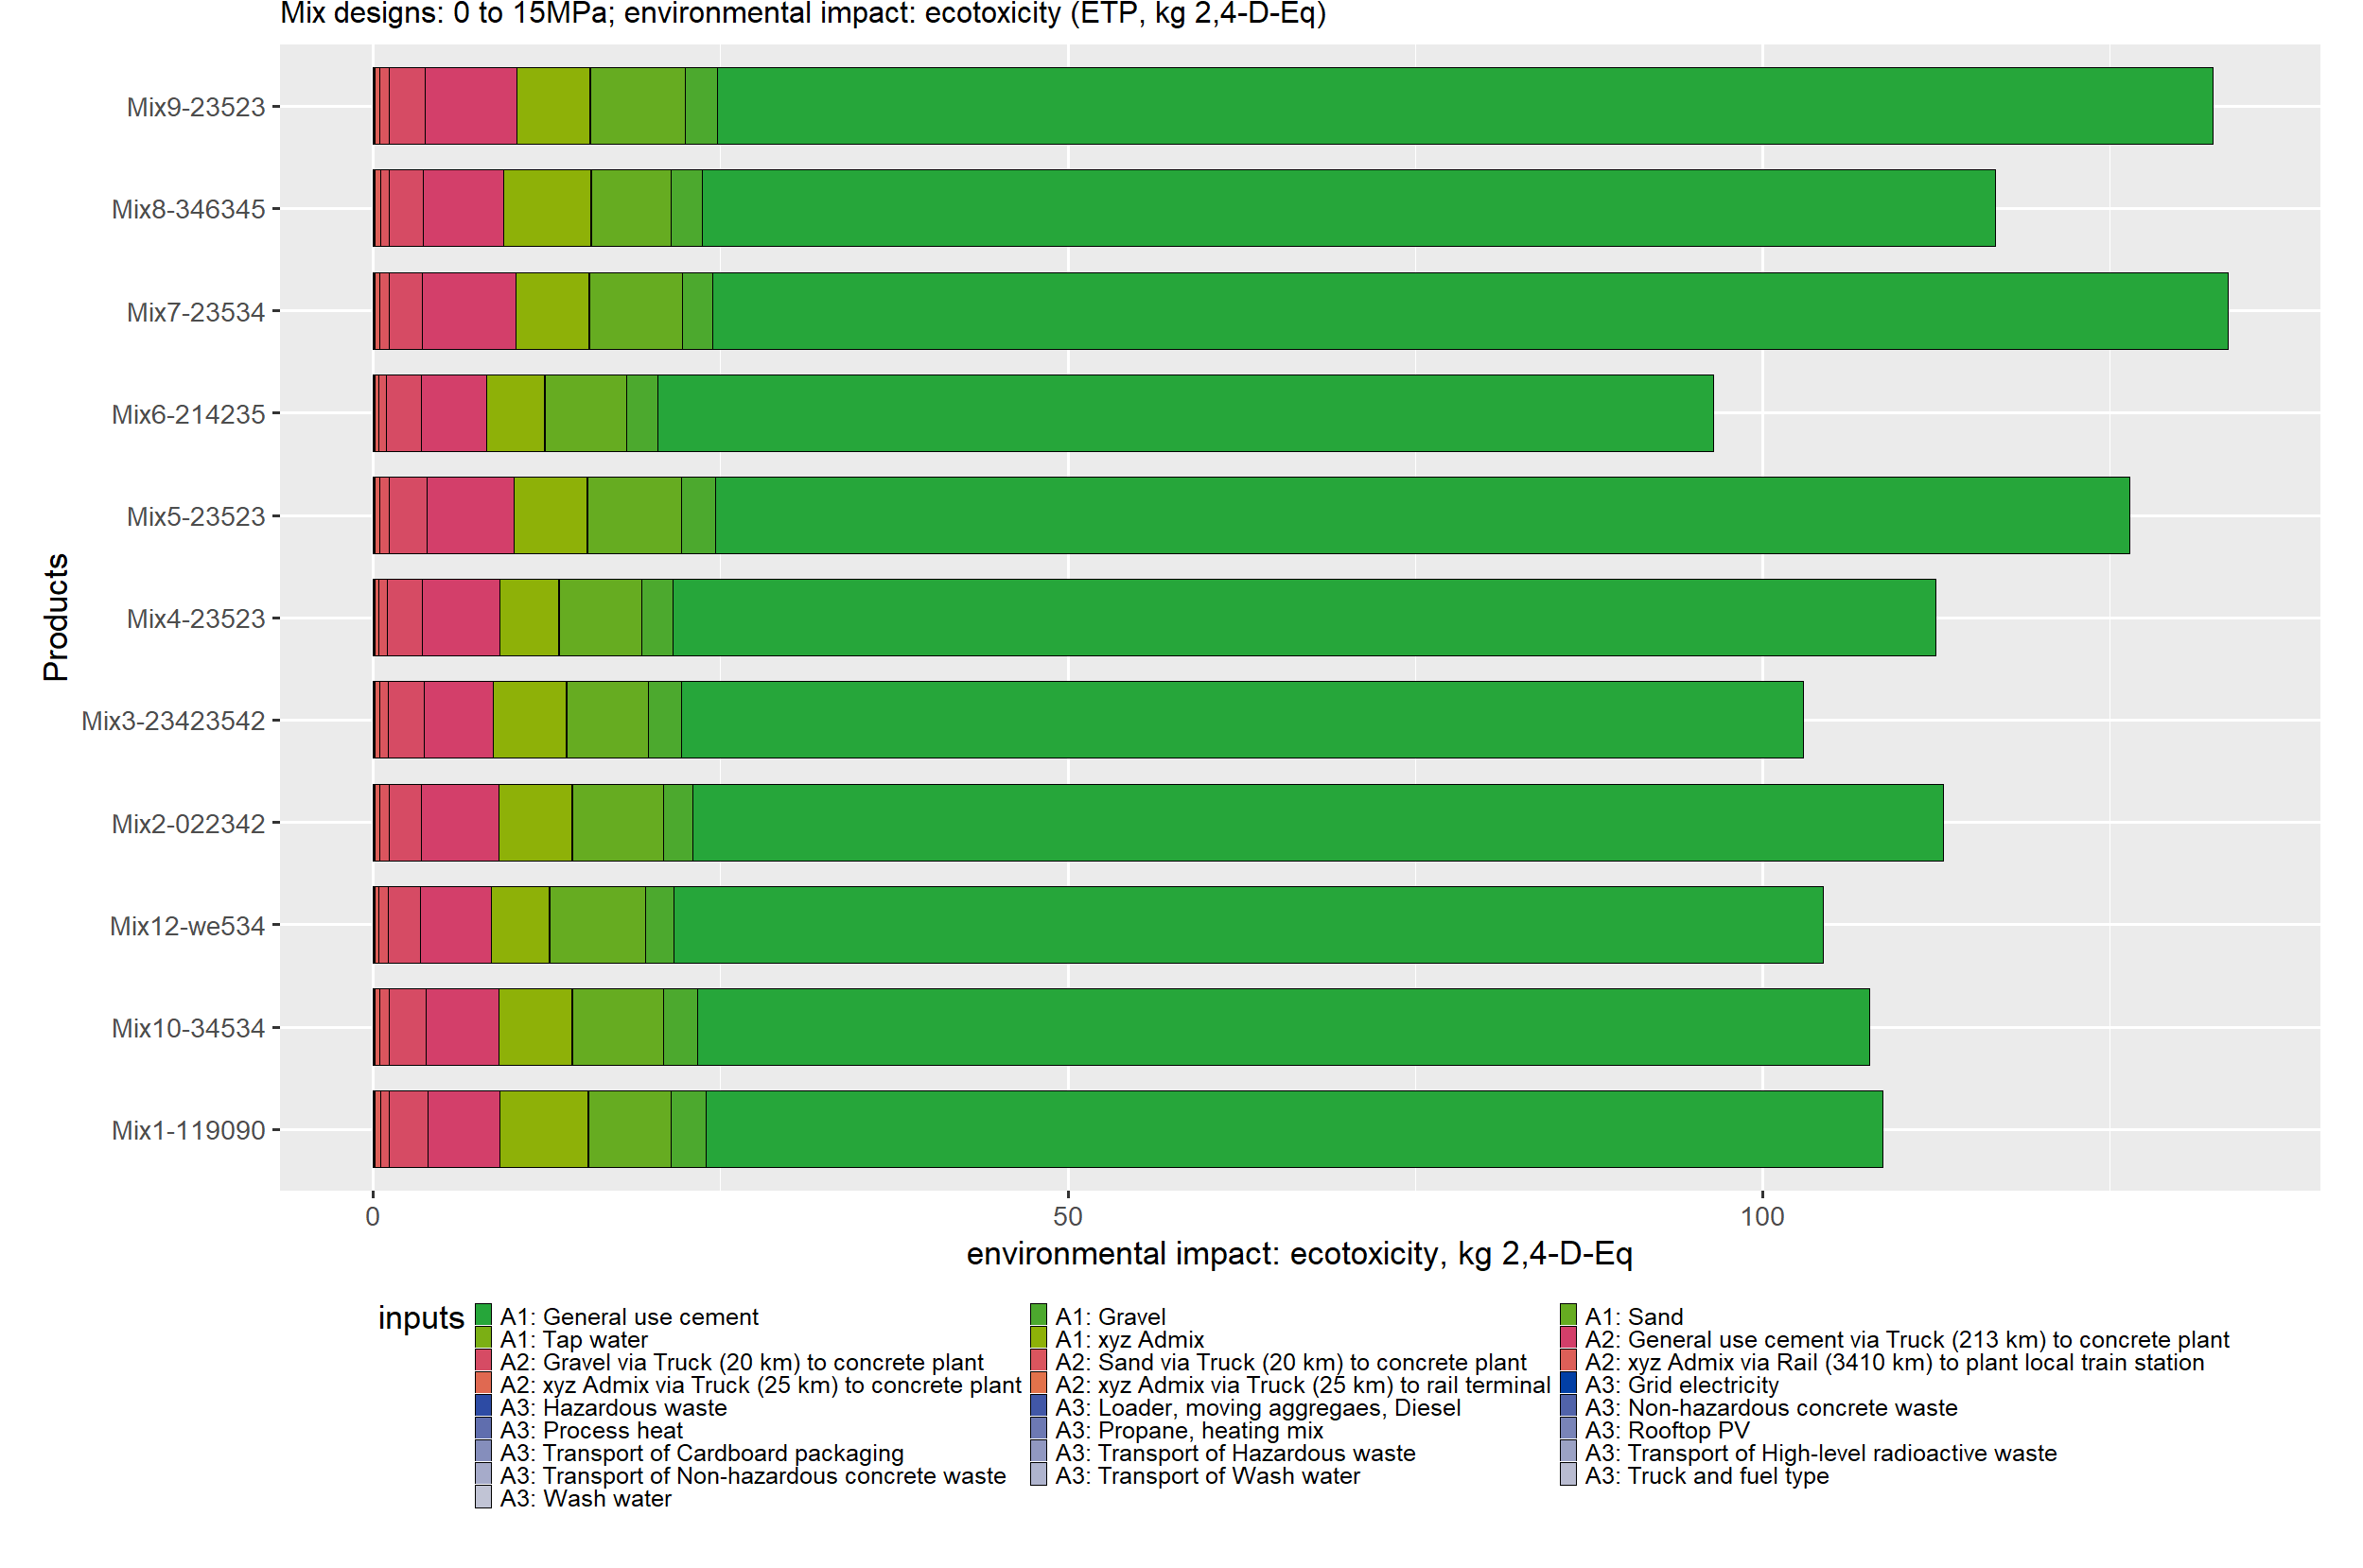 Mix designs: 0 to 15MPa; environmental impact: ecotoxicity (ETP, kg 2,4-D-Eq)
Products
Mix9-23523
Mix8-346345
Mix7-23534
Mix6-214235
Mix5-23523
Mix4-23523
Mix3-23423542
Mix2-022342
Mix12-we534
Mix10-34534
Mix1-119090
0 50 100
environmental impact: ecotoxicity, kg 2,4-D-Eq
inputs
A1: General use cement A1: Gravel A1: Sand
A1: Tap water A1: xyz Admix A2: General use cement via Truck (213 km) to concrete plant
A2: Gravel via Truck (20 km) to concrete plant A2: Sand via Truck (20 km) to concrete plant A2: xyz Admix via Rail (3410 km) to plant local train station
A2: xyz Admix via Truck (25 km) to concrete plant A2: xyz Admix via Truck (25 km) to rail terminal A3: Grid electricity
A3: Hazardous waste A3: Loader, moving aggregaes, Diesel A3: Non-hazardous concrete waste
A3: Process heat A3: Propane, heating mix A3: Rooftop PV
A3: Transport of Cardboard packaging A3: Transport of Hazardous waste A3: Transport of High-level radioactive waste
A3: Transport of Non-hazardous concrete waste A3: Transport of Wash water A3: Truck and fuel type
A3: Wash water